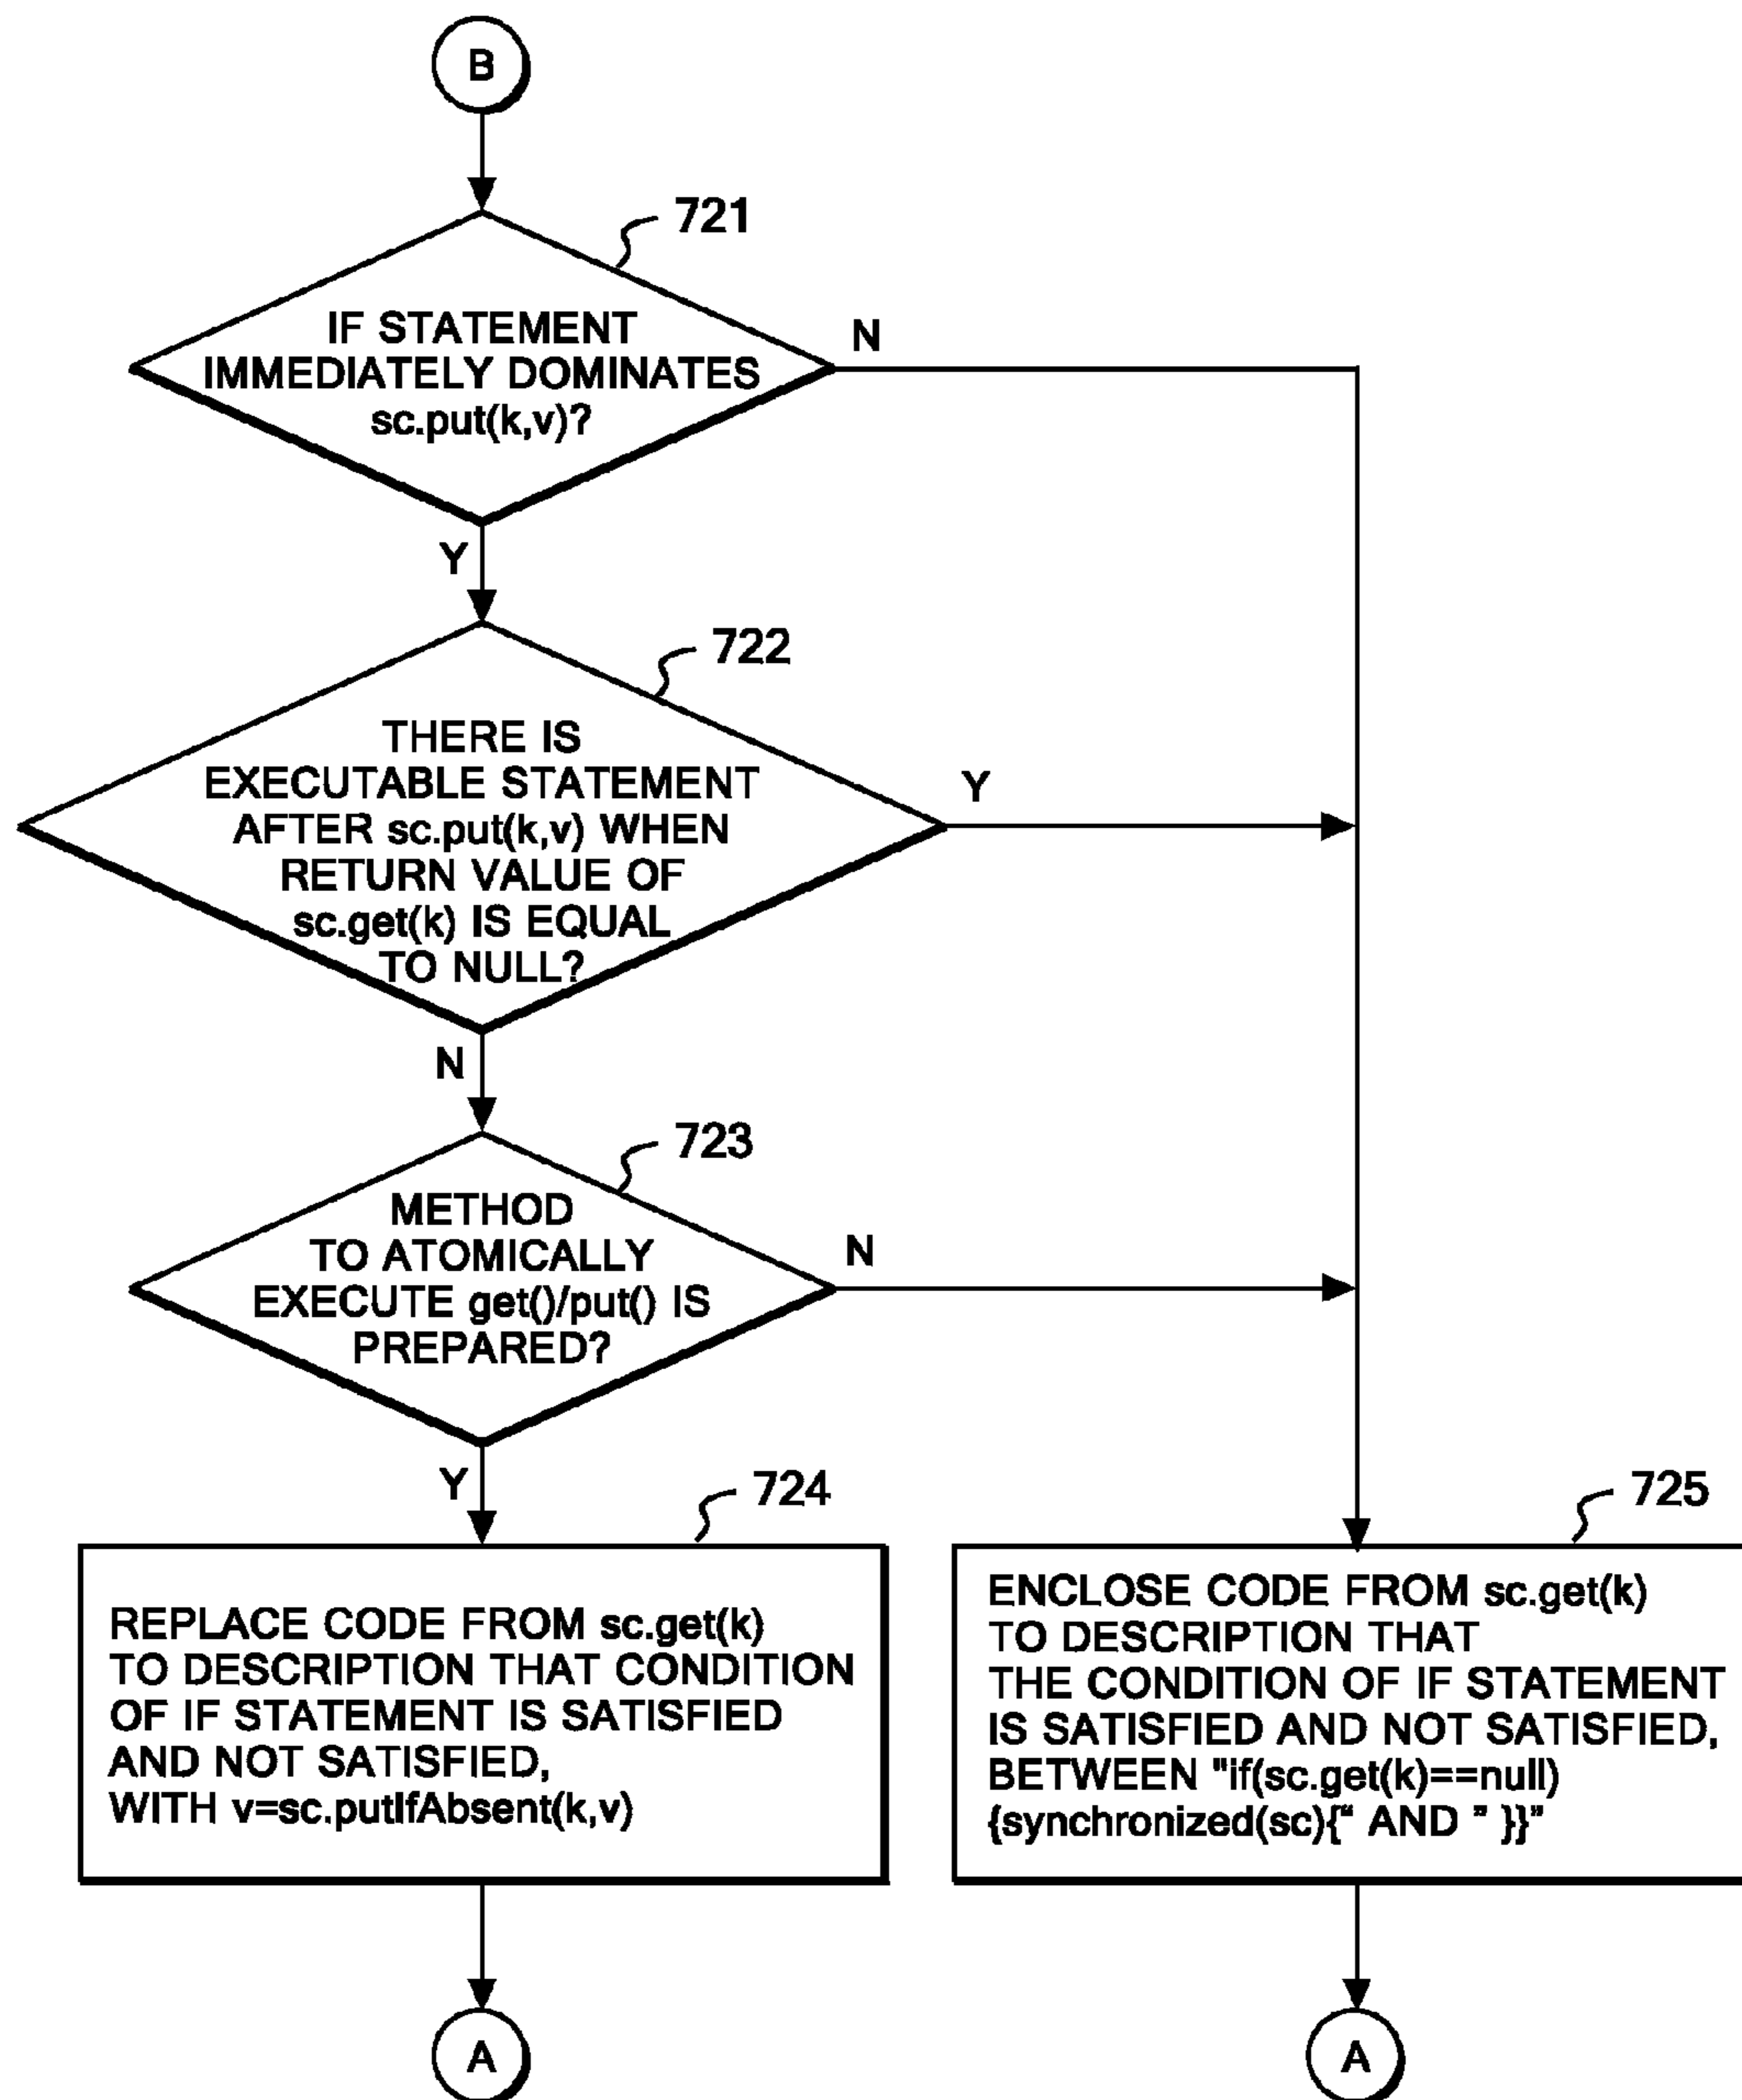 B
721
IF STATEMENT
IMMEDIATELY DOMINATES
sc.put(k,v)?
N
Y
722
THERE IS
EXECUTABLE STATEMENT
AFTER sc.put(k,v) WHEN
RETURN VALUE OF
sc.get(k) IS EQUAL
TO NULL?
Y
N
723
METHOD
TO ATOMICALLY
EXECUTE get()/put() IS
PREPARED?
N
Y
724
REPLACE CODE FROM sc.get(k)
TO DESCRIPTION THAT CONDITION
OF IF STATEMENT IS SATISFIED
AND NOT SATISFIED,
WITH v=sc.putIfAbsent(k,v)
725
ENCLOSE CODE FROM sc.get(k)
TO DESCRIPTION THAT
THE CONDITION OF IF STATEMENT
IS SATISFIED AND NOT SATISFIED,
BETWEEN "if(sc.get(k)==null)
{synchronized(sc){“ AND ” }}”
A
A